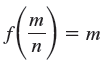 f(m/n) = m